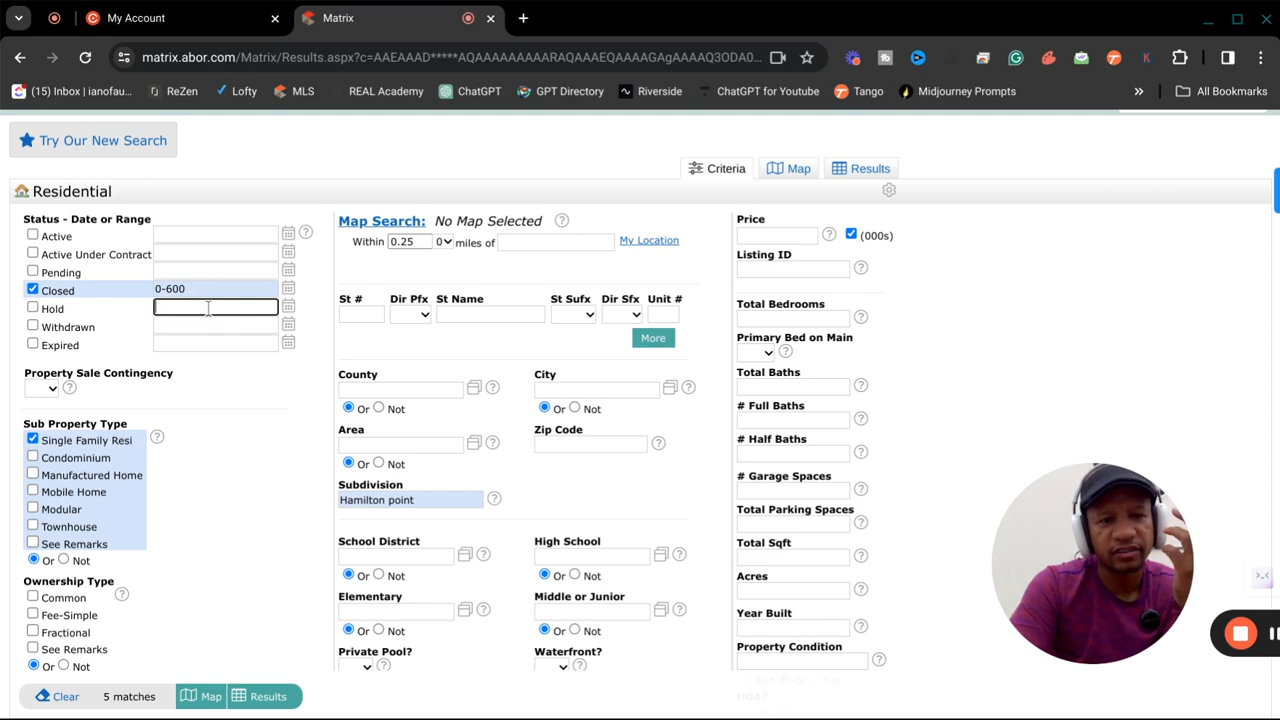 My Account
Matrix
matrix.abor.com/Matrix/Results.aspx?c=AAEAAAD*****AQAAAAAAAAARAQAAAEQAAAAGAgAAAAQ3ODA0...
(15) Inbox | ianofau...
ReZen
Lofty
MLS
REAL Academy
ChatGPT
GPT Directory
Riverside
ChatGPT for Youtube
Tango
Midjourney Prompts
»
All Bookmarks
Try Our New Search
Criteria
Map
Results
Residential
Status - Date or Range
Active
Active Under Contract
Pending
Closed 0-600
Hold
Withdrawn
Expired
Property Sale Contingency
Sub Property Type
Single Family Resi
Condominium
Manufactured Home
Mobile Home
Modular
Townhouse
See Remarks
Or Not
Ownership Type
Common
Fee-Simple
Fractional
See Remarks
Or Not
Clear 5 matches Map Results
Map Search: No Map Selected
Within 0.25 0 miles of My Location
St # Dir Pfx St Name St Sufx Dir Sfx Unit #
More
County City
Or Not Or Not
Area Zip Code
Or Not
Subdivision
Hamilton point
School District High School
Or Not Or Not
Elementary Middle or Junior
Or Not Or Not
Private Pool? Waterfront?
Price
(000s)
Listing ID
Total Bedrooms
Primary Bed on Main
Total Baths
# Full Baths
# Half Baths
# Garage Spaces
Total Parking Spaces
Total Sqft
Acres
Year Built
Property Condition
And Or Not
HOA?